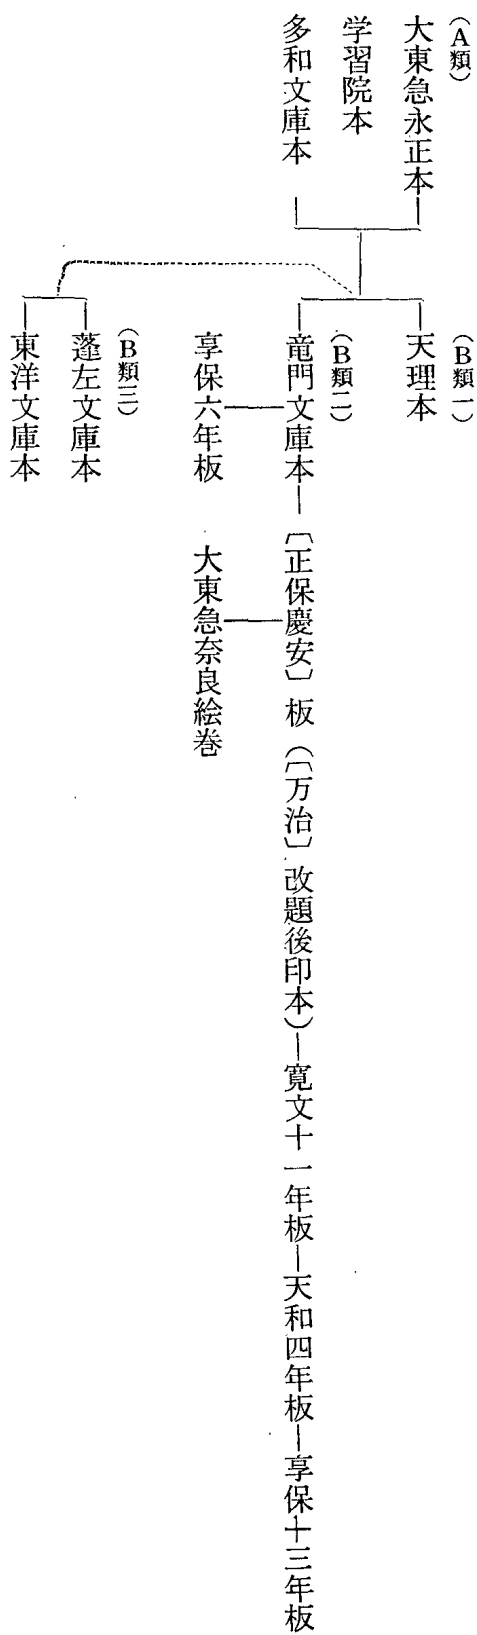 （A類）
大東急永正本
学習院本
多和文庫本
（B類一）
天理本
（B類二）
竜門文庫本
〔正保慶安〕板（〔万治〕改題後印本）
寛文十一年板
天和四年板
享保十三年板
享保六年板
大東急奈良絵巻
（B類三）
蓬左文庫本
東洋文庫本